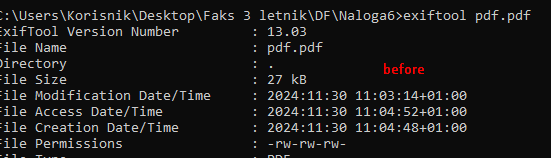 C:\Users\Korisnik\Desktop\Faks 3 letnik\DF\Naloga6>exiftool pdf.pdf
ExifTool Version Number : 13.03
File Name : pdf.pdf
Directory : .
File Size : 27 kB
before
File Modification Date/Time : 2024:11:30 11:03:14+01:00
File Access Date/Time : 2024:11:30 11:04:52+01:00
File Creation Date/Time : 2024:11:30 11:04:48+01:00
File Permissions : -rw-rw-rw-
File Type : PDF